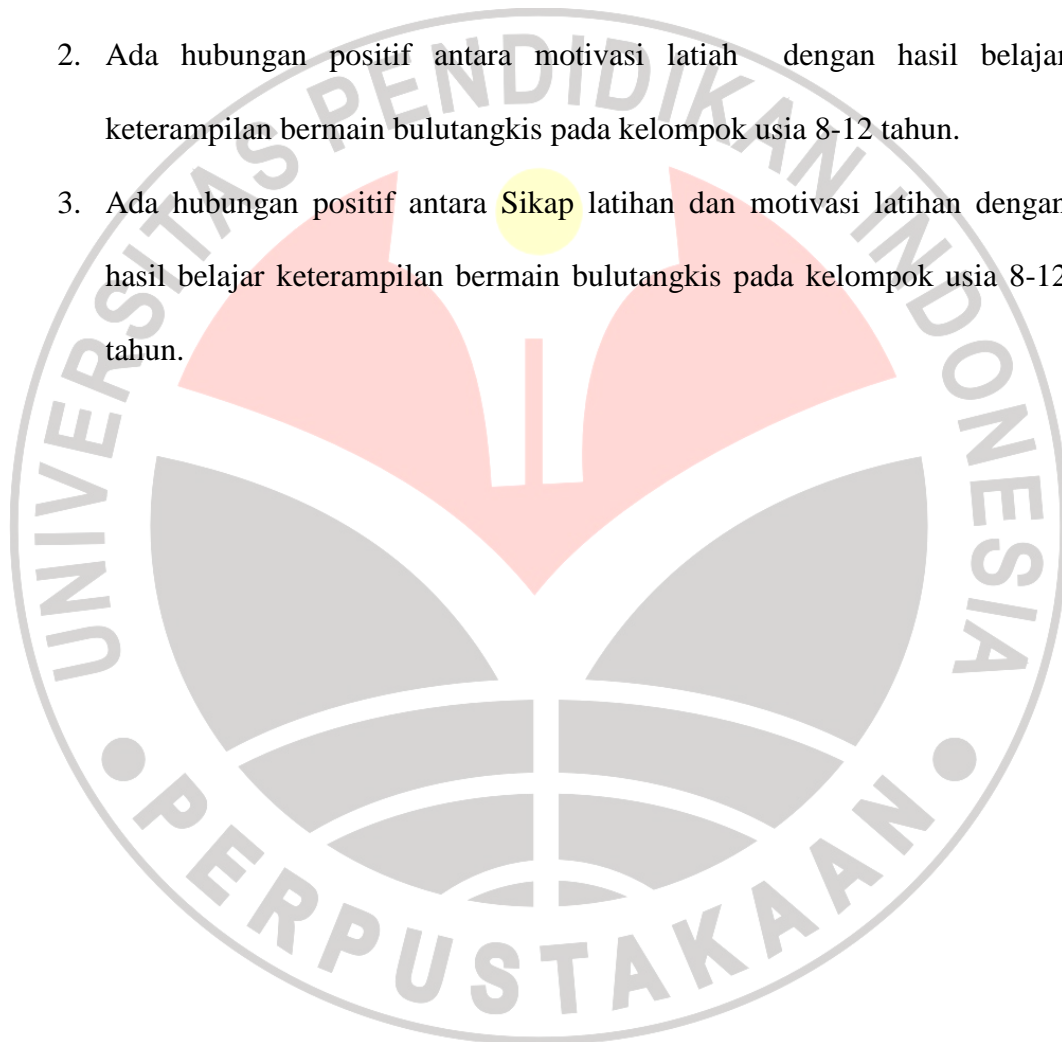 2. Ada hubungan positif antara motivasi latiah dengan hasil belajar
keterampilan bermain bulutangkis pada kelompok usia 8-12 tahun.
3. Ada hubungan positif antara Sikap latihan dan motivasi latihan dengan
hasil belajar keterampilan bermain bulutangkis pada kelompok usia 8-12
tahun.
UNIVERSITAS PENDIDIKAN INDONESIA
PERPUSTAKAAN